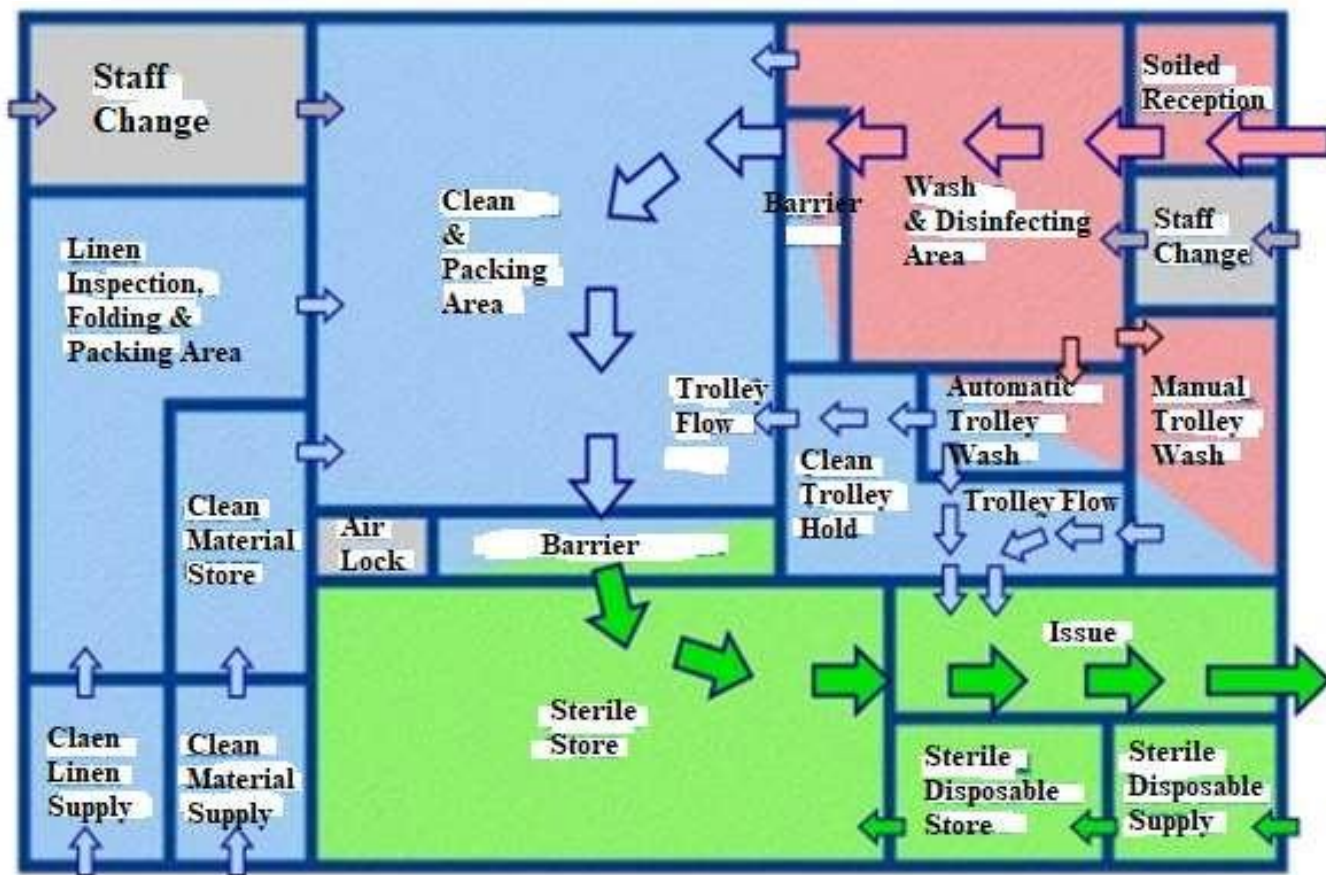 Staff
Change
Soiled
Reception
Clean
&
Packing
Area
Barrier
Wash
& Disinfecting
Area
Staff
Change
Linen
Inspection,
Folding &
Packing Area
Trolley
Flow
Automatic
Trolley
Wash
Manual
Trolley
Wash
Clean
Trolley
Hold
Trolley Flow
Clean
Material
Store
Air
Lock
Barrier
Issue
Sterile
Store
Claen
Linen
Supply
Clean
Material
Supply
Sterile
Disposable
Store
Sterile
Disposable
Supply